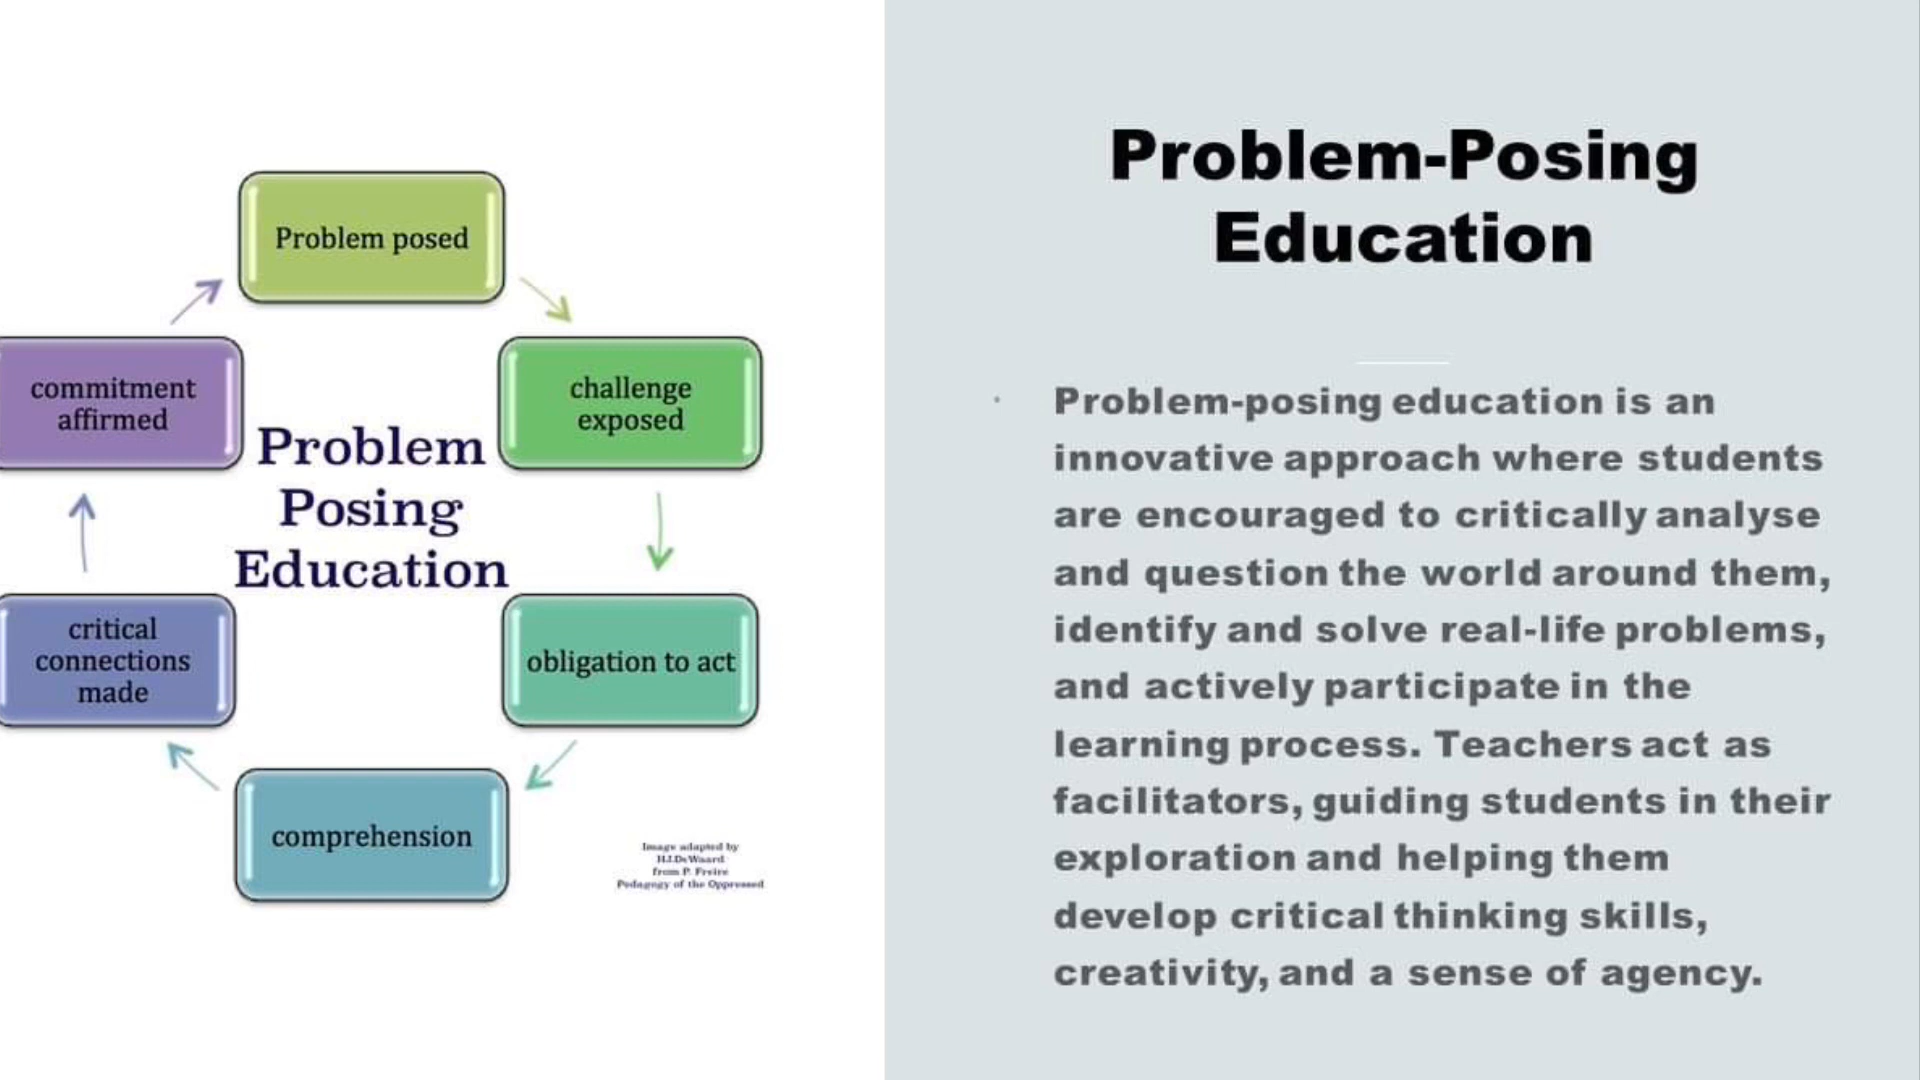 Problem posed
challenge
exposed
obligation to act
comprehension
critical
connections
made
commitment
affirmed
Problem
Posing
Education
Image adapted by
H.J.DeWaard
from P. Freire
Pedagogy of the Oppressed
Problem-Posing
Education
Problem-posing education is an
innovative approach where students
are encouraged to critically analyse
and question the world around them,
identify and solve real-life problems,
and actively participate in the
learning process. Teachers act as
facilitators, guiding students in their
exploration and helping them
develop critical thinking skills,
creativity, and a sense of agency.